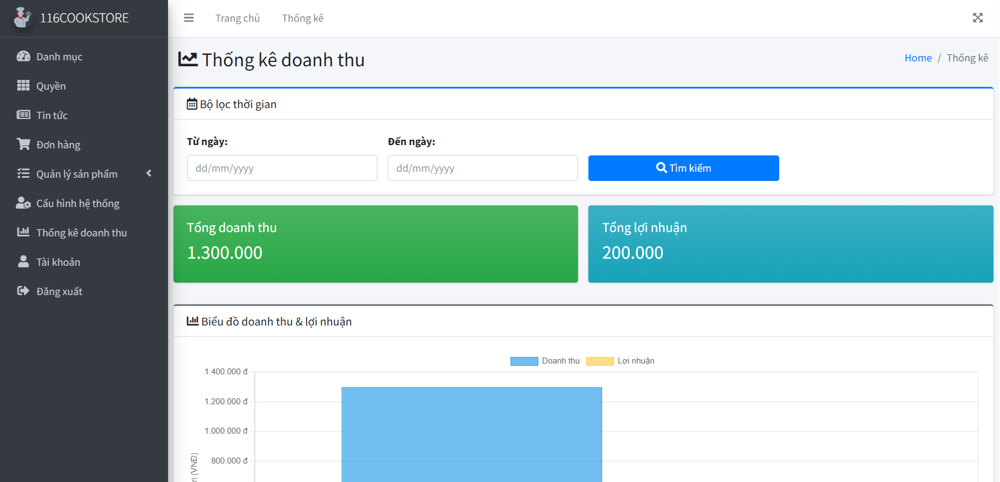 116COOKSTORE
Trang chủ
Thống kê
Danh mục
Quyền
Tin tức
Đơn hàng
Quản lý sản phẩm
Cấu hình hệ thống
Thống kê doanh thu
Tài khoản
Đăng xuất
Thống kê doanh thu
Home / Thống kê
Bộ lọc thời gian
Từ ngày:
Đến ngày:
dd/mm/yyyy
dd/mm/yyyy
Tìm kiếm
Tổng doanh thu
1.300.000
Tổng lợi nhuận
200.000
Biểu đồ doanh thu & lợi nhuận
Doanh thu
Lợi nhuận
1.400.000 đ
1.200.000 đ
1.000.000 đ
800.000 đ
(VNĐ)